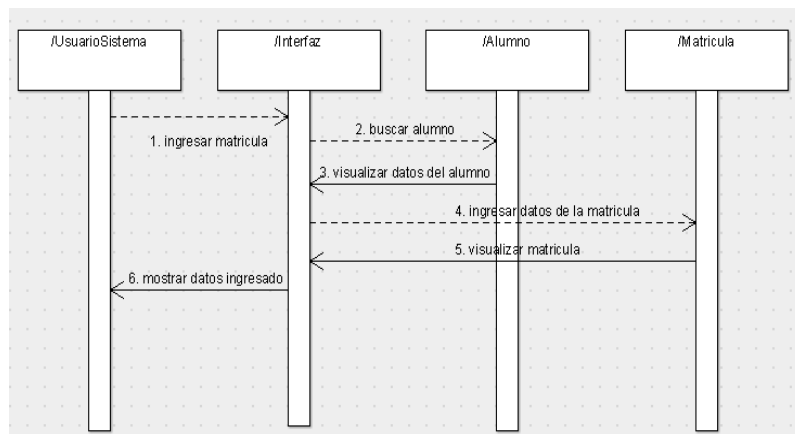 /UsuarioSistema
/Interfaz
/Alumno
/Matricula
1. ingresar matricula
2. buscar alumno
3. visualizar datos del alumno
4. ingresar datos de la matricula
5. visualizar matricula
6. mostrar datos ingresado